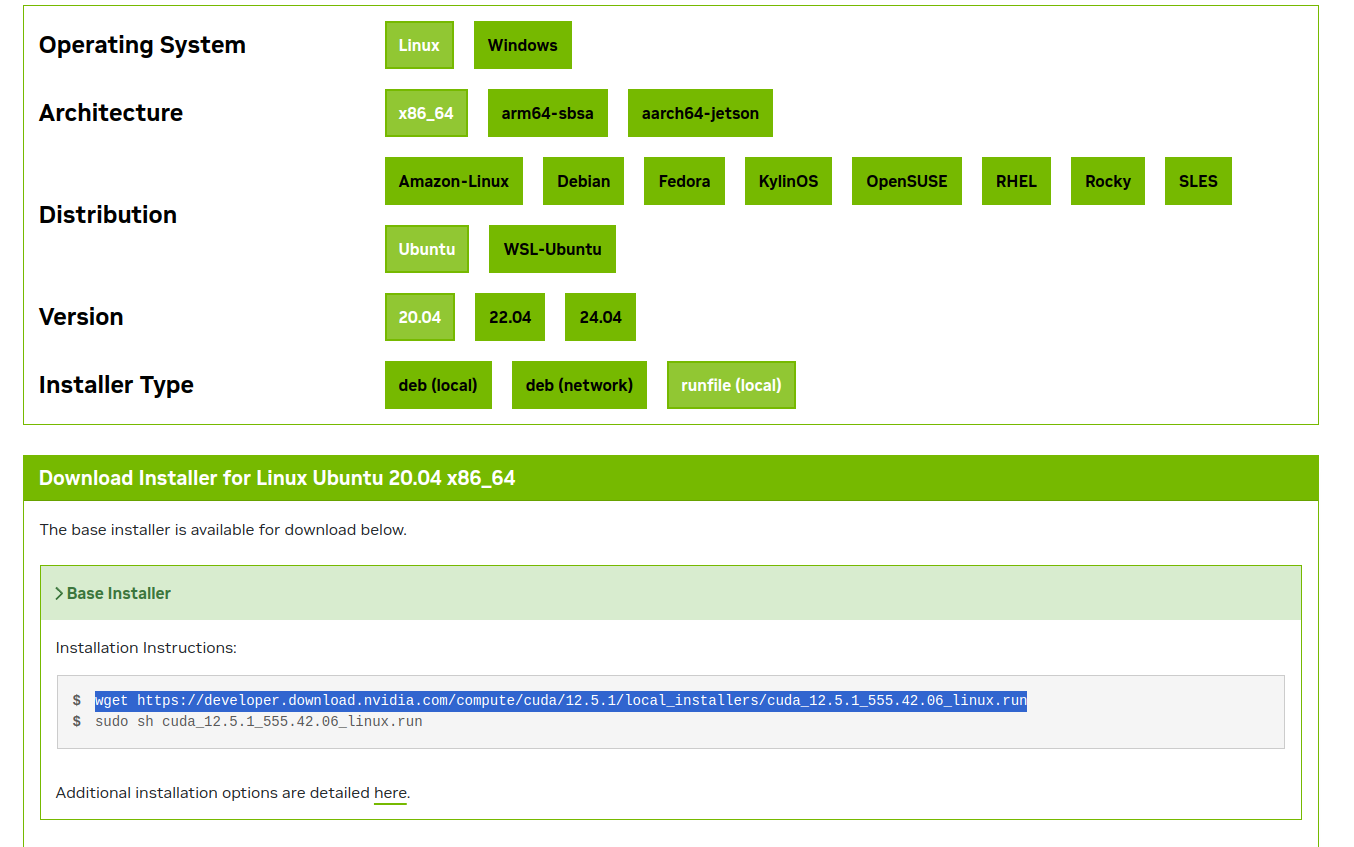 Operating System
Linux Windows
Architecture
x86_64 arm64-sbsa aarch64-jetson
Distribution
Amazon-Linux Debian Fedora KylinOS OpenSUSE RHEL Rocky SLES
Ubuntu WSL-Ubuntu
Version
20.04 22.04 24.04
Installer Type
deb (local) deb (network) runfile (local)
Download Installer for Linux Ubuntu 20.04 x86_64
The base installer is available for download below.
Base Installer
Installation Instructions:
$ wget https://developer.download.nvidia.com/compute/cuda/12.5.1/local_installers/cuda_12.5.1_555.42.06_linux.run
$ sudo sh cuda_12.5.1_555.42.06_linux.run
Additional installation options are detailed here.